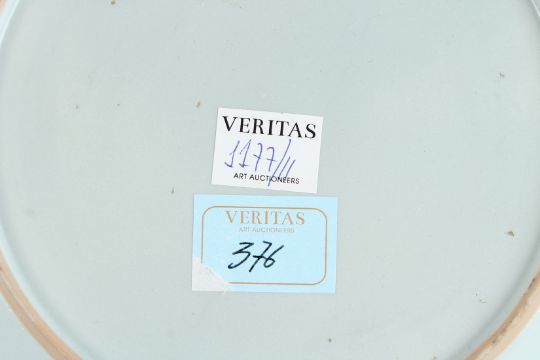 VERITAS
1177/11
ART AUCTIONEERS
VERITAS
ART AUCTIONEERS
376